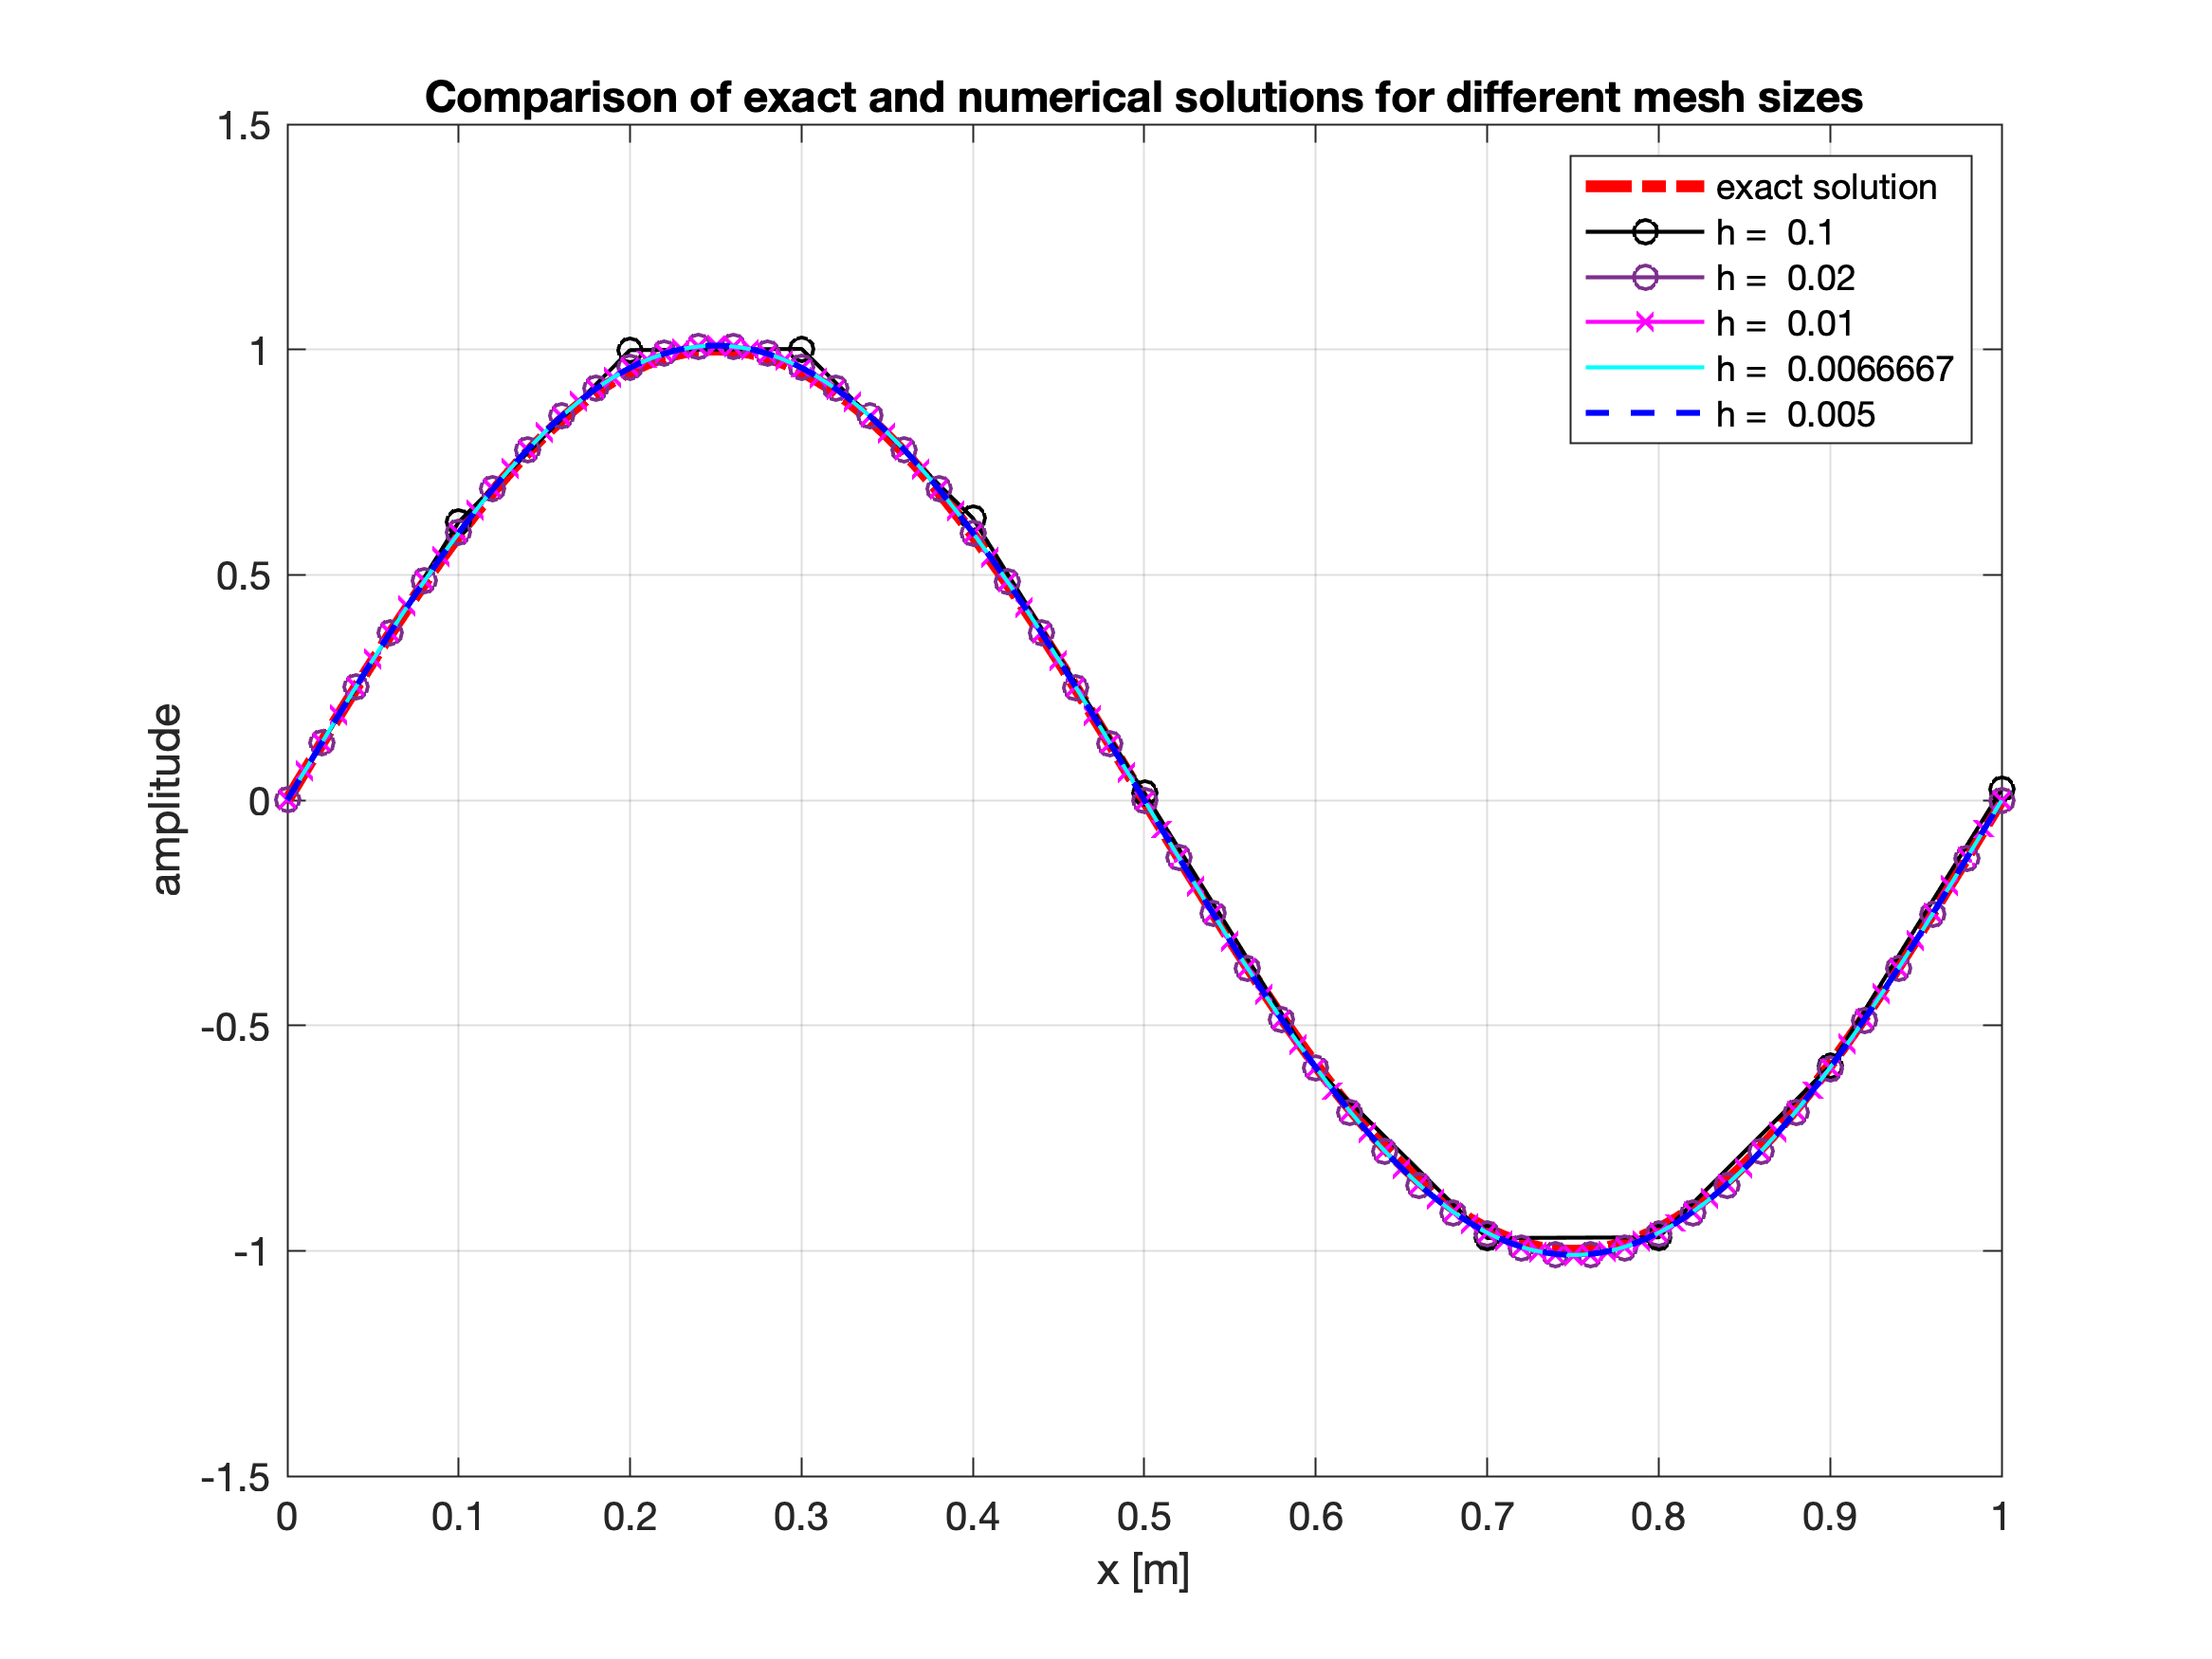 Comparison of exact and numerical solutions for different mesh sizes
1.5
1
0.5
0
-0.5
-1
-1.5
amplitude
exact solution
h =  0.1
h =  0.02
h =  0.01
h =  0.0066667
h =  0.005
0 0.1 0.2 0.3 0.4 0.5 0.6 0.7 0.8 0.9 1
x [m]